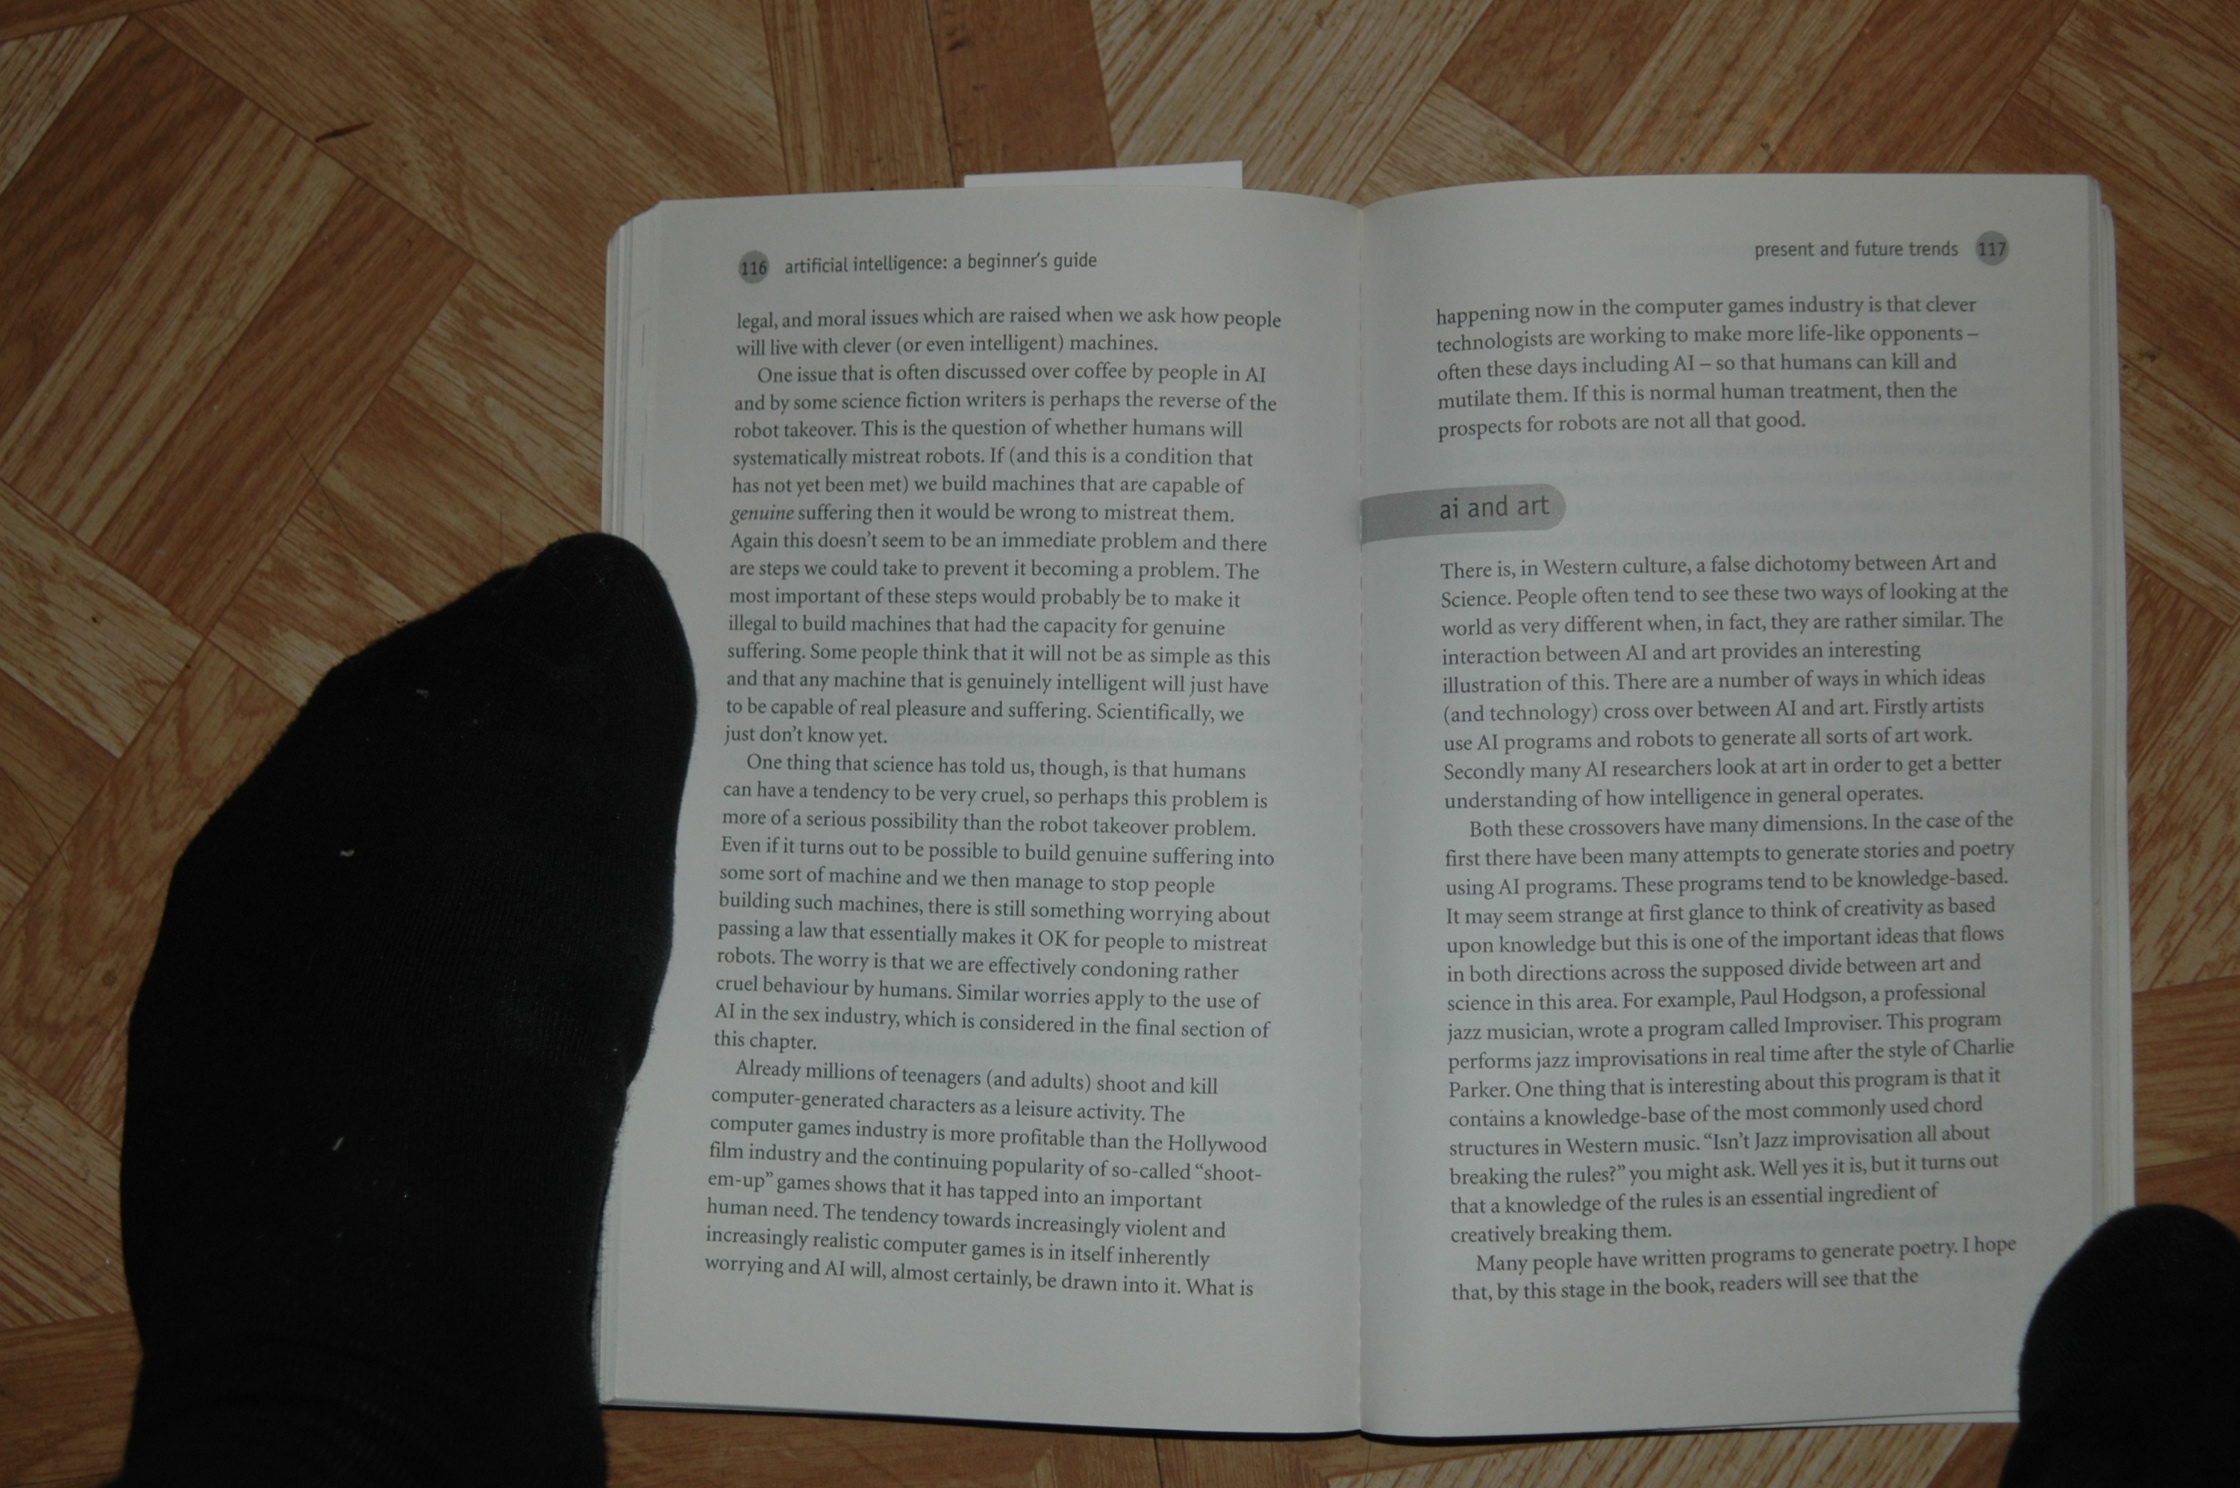 116 artificial intelligence: a beginner's guide
legal, and moral issues which are raised when we ask how people
will live with clever (or even intelligent) machines.
One issue that is often discussed over coffee by people in AI
and by some science fiction writers is perhaps the reverse of the
robot takeover. This is the question of whether humans will
systematically mistreat robots. If (and this is a condition that
has not yet been met) we build machines that are capable of
genuine suffering then it would be wrong to mistreat them.
Again this doesn't seem to be an immediate problem and there
are steps we could take to prevent it becoming a problem. The
most important of these steps would probably be to make it
illegal to build machines that had the capacity for genuine
suffering. Some people think that it will not be as simple as this
and that any machine that is genuinely intelligent will just have
to be capable of real pleasure and suffering. Scientifically, we
just don't know yet.
One thing that science has told us, though, is that humans
can have a tendency to be very cruel, so perhaps this problem is
more of a serious possibility than the robot takeover problem.
Even if it turns out to be possible to build genuine suffering into
some sort of machine and we then manage to stop people
building such machines, there is still something worrying about
passing a law that essentially makes it OK for people to mistreat
robots. The worry is that we are effectively condoning rather
cruel behaviour by humans. Similar worries apply to the use of
AI in the sex industry, which is considered in the final section of
this chapter.
Already millions of teenagers (and adults) shoot and kill
computer-generated characters as a leisure activity. The
computer games industry is more profitable than the Hollywood
film industry and the continuing popularity of so-called “shoot-
em-up” games shows that it has tapped into an important
human need. The tendency towards increasingly violent and
increasingly realistic computer games is in itself inherently
worrying and AI will, almost certainly, be drawn into it. What is
present and future trends 117
happening now in the computer games industry is that clever
technologists are working to make more life-like opponents –
often these days including AI – so that humans can kill and
mutilate them. If this is normal human treatment, then the
prospects for robots are not all that good.
ai and art
There is, in Western culture, a false dichotomy between Art and
Science. People often tend to see these two ways of looking at the
world as very different when, in fact, they are rather similar. The
interaction between AI and art provides an interesting
illustration of this. There are a number of ways in which ideas
(and technology) cross over between AI and art. Firstly artists
use AI programs and robots to generate all sorts of art work.
Secondly many AI researchers look at art in order to get a better
understanding of how intelligence in general operates.
Both these crossovers have many dimensions. In the case of the
first there have been many attempts to generate stories and poetry
using AI programs. These programs tend to be knowledge-based.
It may seem strange at first glance to think of creativity as based
upon knowledge but this is one of the important ideas that flows
in both directions across the supposed divide between art and
science in this area. For example, Paul Hodgson, a professional
jazz musician, wrote a program called Improviser. This program
performs jazz improvisations in real time after the style of Charlie
Parker. One thing that is interesting about this program is that it
contains a knowledge-base of the most commonly used chord
structures in Western music. “Isn't Jazz improvisation all about
breaking the rules?” you might ask. Well yes it is, but it turns out
that a knowledge of the rules is an essential ingredient of
creatively breaking them.
Many people have written programs to generate poetry. I hope
that, by this stage in the book, readers will see that the